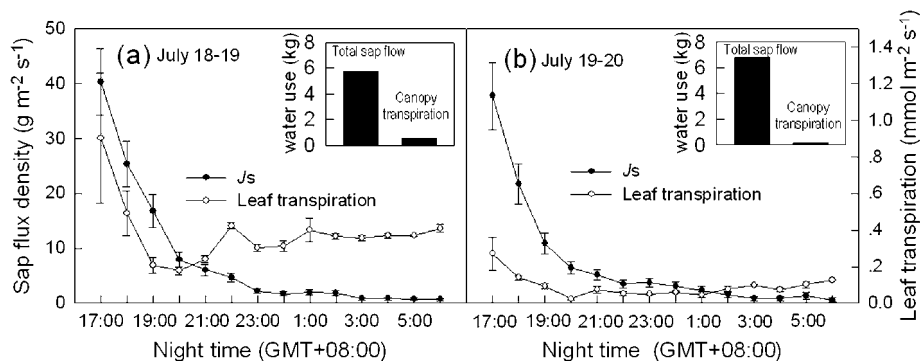 Sap flux density (g m-2 s-1)
50
40
30
20
10
0
(a) July 18-19
water use (kg)
8
6
4
2
0
Total sap flow
Canopy
transpiration
Js
Leaf transpiration
17:00 19:00 21:00 23:00 1:00 3:00 5:00
Night time (GMT+08:00)
(b) July 19-20
water use (kg)
8
6
4
2
0
Total sap flow
Canopy
transpiration
Js
Leaf transpiration
17:00 19:00 21:00 23:00 1:00 3:00 5:00
Night time (GMT+08:00)
1.4
1.2
1.0
.8
.6
.4
.2
0.0
Leaf transpiration (mmol m-2 s-1)